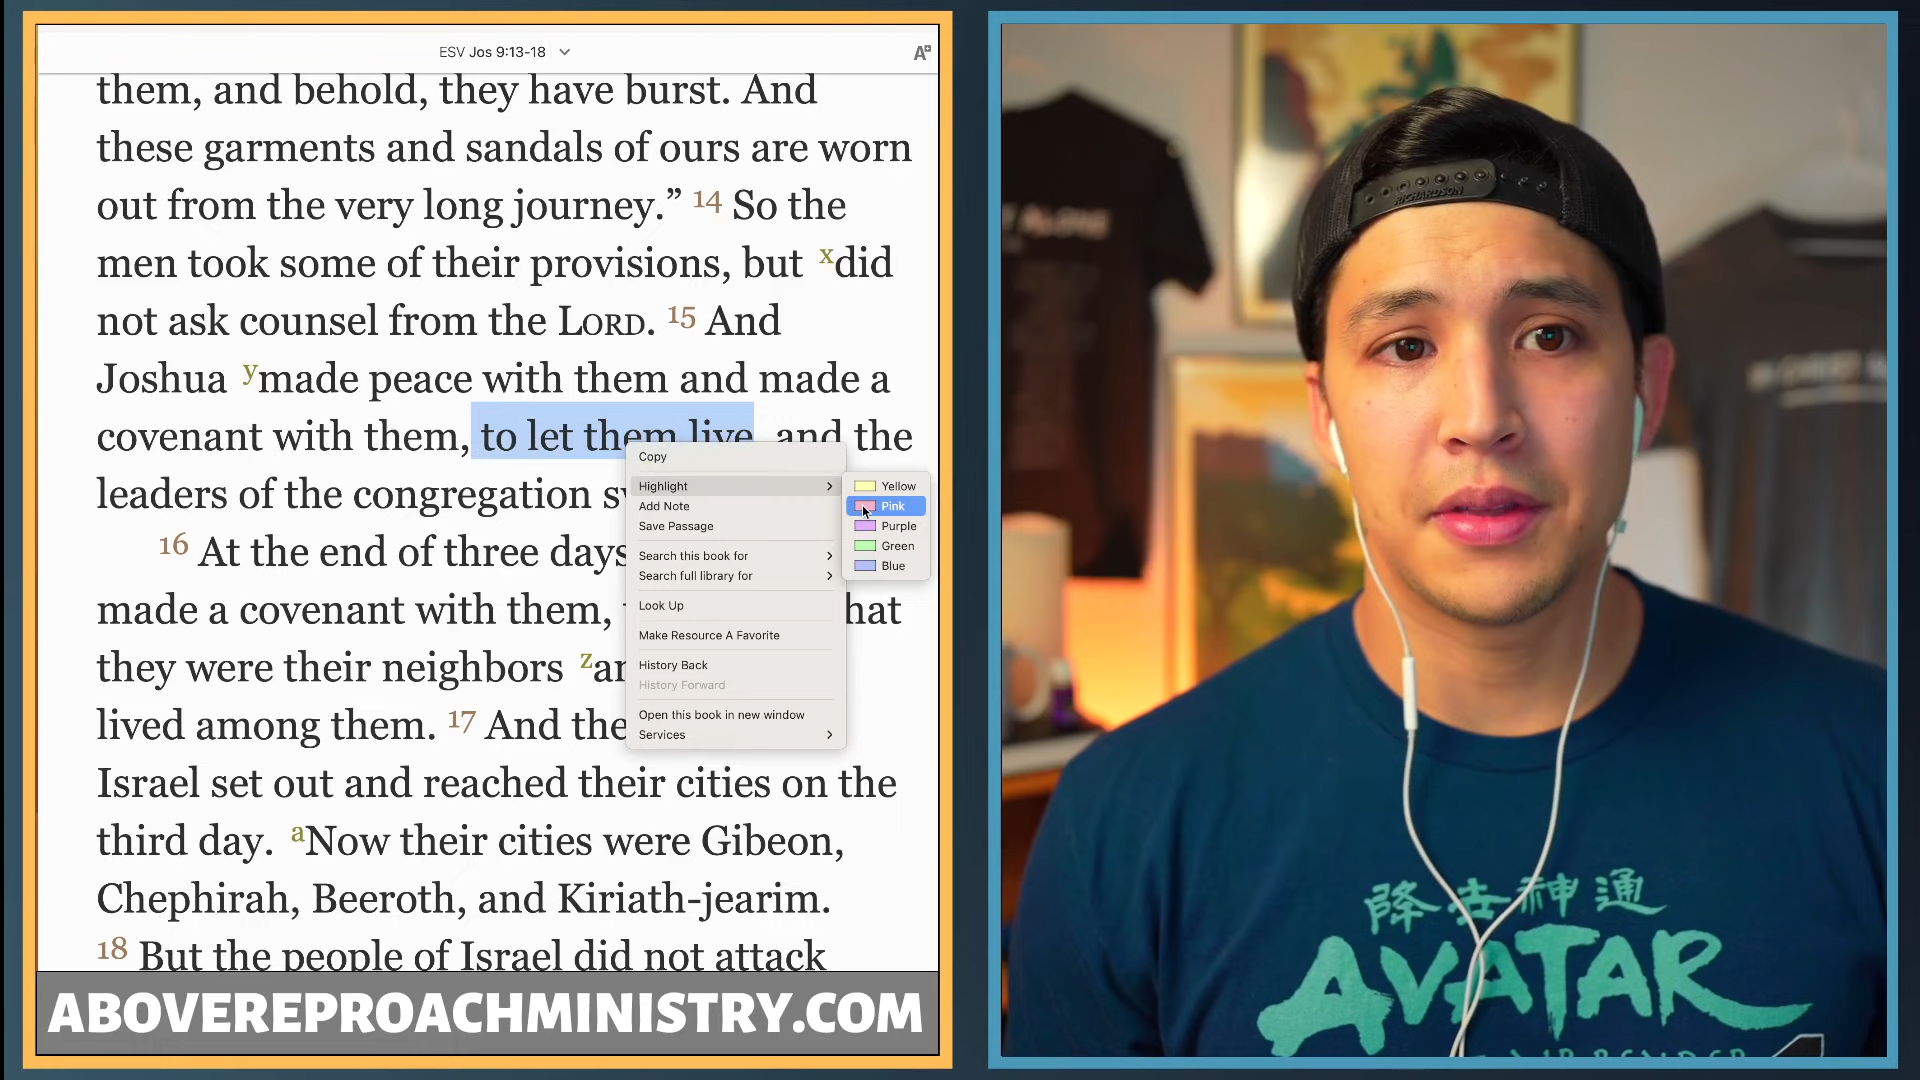 ESV Jos 9:13-18
them, and behold, they have burst. And
these garments and sandals of ours are worn
out from the very long journey.” 14 So the
men took some of their provisions, but xdid
not ask counsel from the LORD. 15 And
Joshua ymade peace with them and made a
covenant with them, to let them live, and the
leaders of the congregation
16 At the end of three days
made a covenant with them,
they were their neighbors z
lived among them. 17 And the
Israel set out and reached their cities on the
third day. aNow their cities were Gibeon,
Chephirah, Beeroth, and Kiriath-jearim.
18 But the people of Israel did not attack
Copy
Highlight
Add Note
Save Passage
Search this book for
Search full library for
Look Up
Make Resource A Favorite
History Back
History Forward
Open this book in new window
Services
Yellow
Pink
Purple
Green
Blue
ABOVEREPROACHMINISTRY.COM
RICHARDSON
ALONE
降去神通
AVATAR